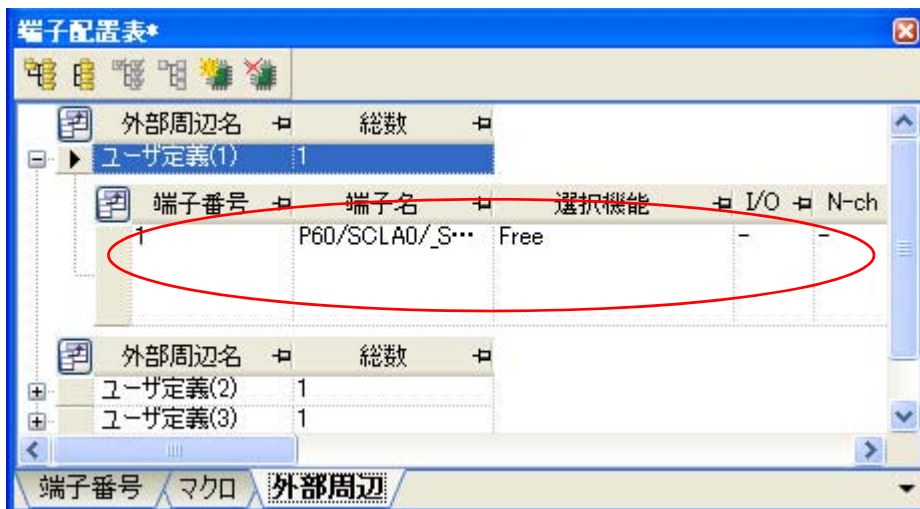 端子配置表*
外部周辺名 総数
ユーザ定義(1) 1
端子番号 端子名 選択機能 I/O N-ch
1 P60/SCLA0/_S… Free - -
外部周辺名 総数
ユーザ定義(2) 1
ユーザ定義(3) 1
端子番号 マクロ 外部周辺